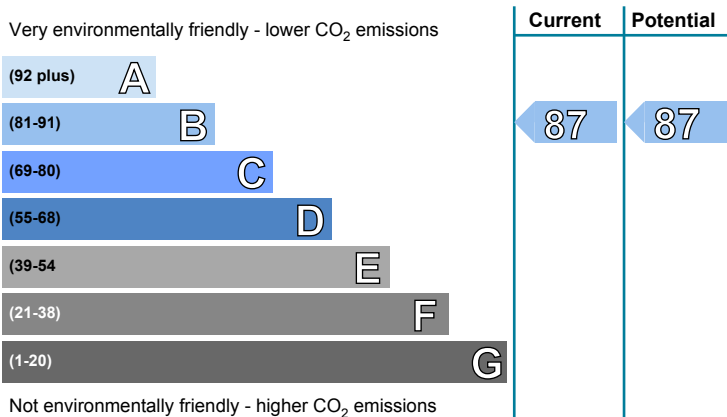 Very environmentally friendly - lower CO₂ emissions
Current Potential
(92 plus) A
(81-91) B 87 87
(69-80) C
(55-68) D
(39-54 E
(21-38) F
(1-20) G
Not environmentally friendly - higher CO₂ emissions